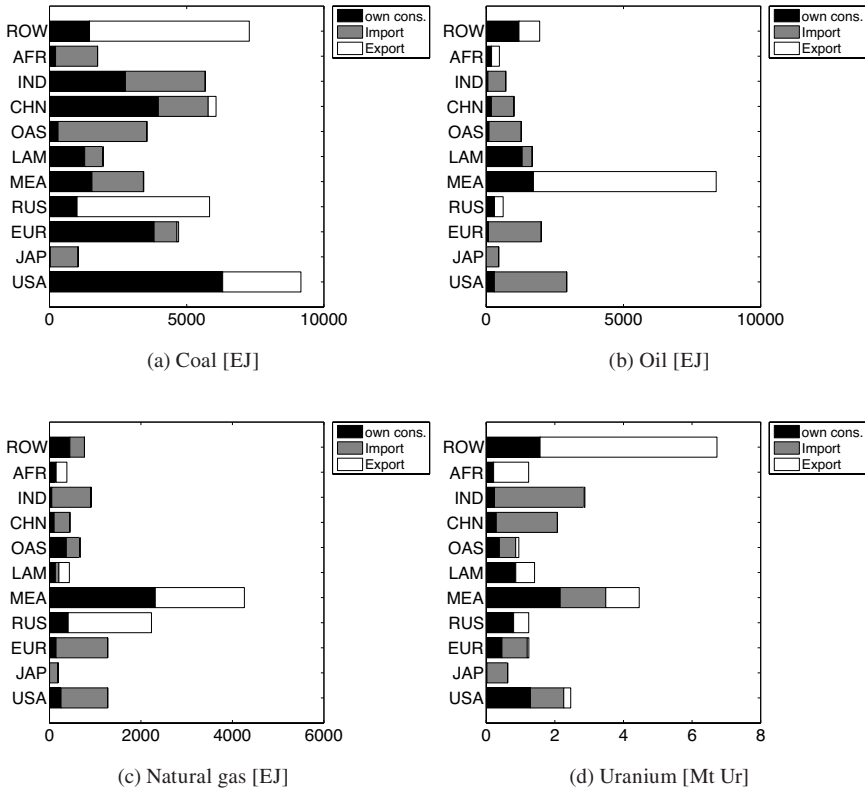 own cons.
Import
Export
ROW
AFR
IND
CHN
OAS
LAM
MEA
RUS
EUR
JAP
USA
0 5000 10000
(a) Coal [EJ]
own cons.
Import
Export
ROW
AFR
IND
CHN
OAS
LAM
MEA
RUS
EUR
JAP
USA
0 5000 10000
(b) Oil [EJ]
own cons.
Import
Export
ROW
AFR
IND
CHN
OAS
LAM
MEA
RUS
EUR
JAP
USA
0 2000 4000 6000
(c) Natural gas [EJ]
own cons.
Import
Export
ROW
AFR
IND
CHN
OAS
LAM
MEA
RUS
EUR
JAP
USA
0 2 4 6 8
(d) Uranium [Mt Ur]